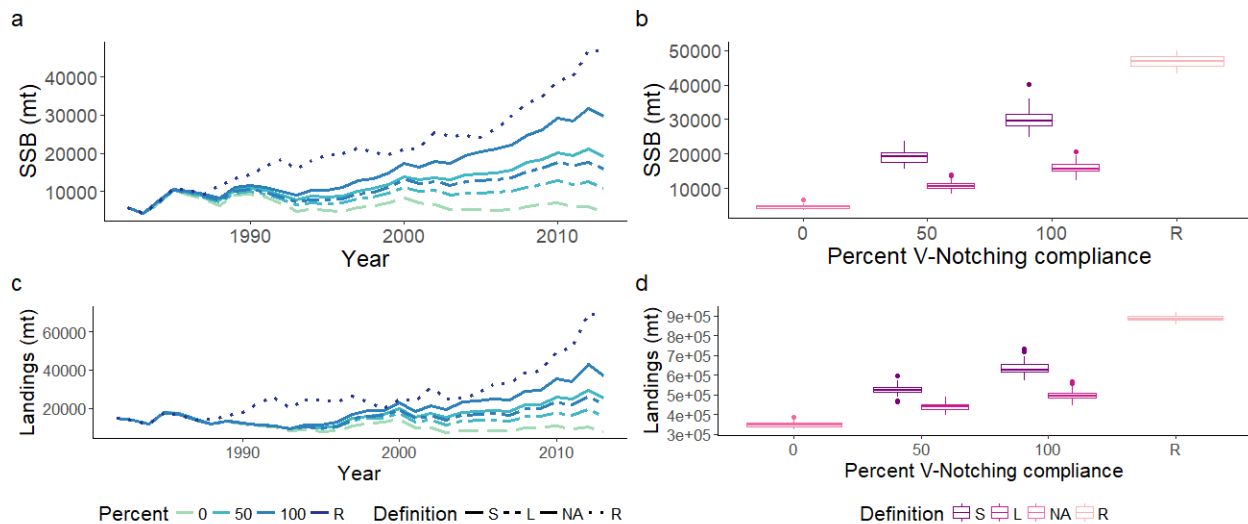 a
SSB (mt)
40000
30000
20000
10000
1990
2000
2010
Year
b
SSB (mt)
50000
40000
30000
20000
10000
0
50
100
R
Percent V-Notching compliance
c
Landings (mt)
60000
40000
20000
1990
2000
2010
Year
d
Landings (mt)
9e+05
8e+05
7e+05
6e+05
5e+05
4e+05
3e+05
0
50
100
R
Percent V-Notching compliance
Percent 0 50 100 R Definition S L NA R
Definition S L NA R